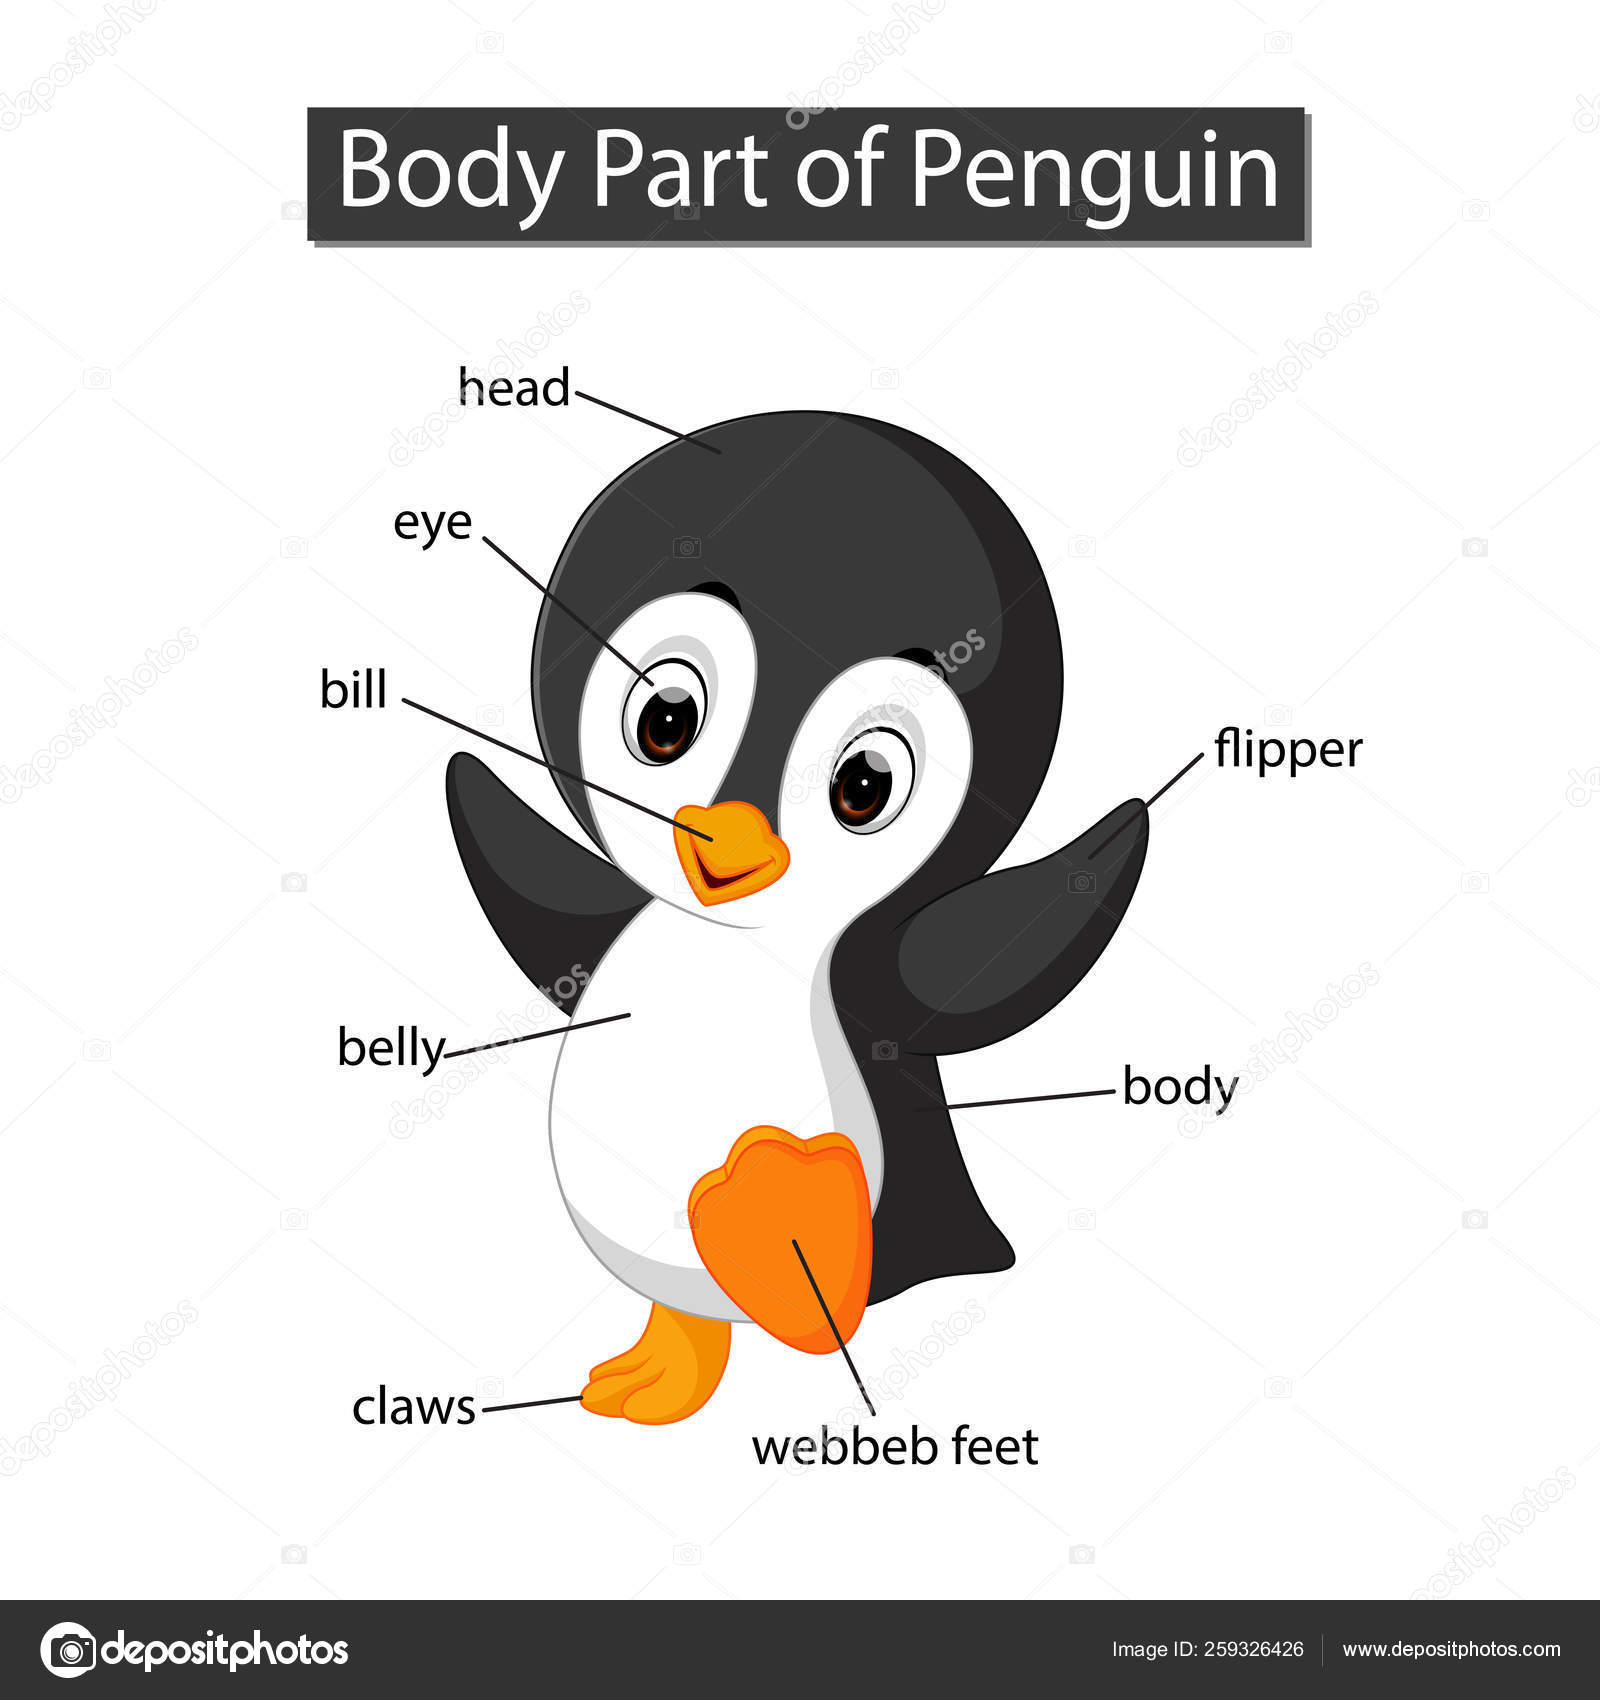 Body Part of Penguin
head
eye
bill
flipper
belly
body
claws
webbeb feet
depositphotos
Image ID: 259326426
www.depositphotos.com